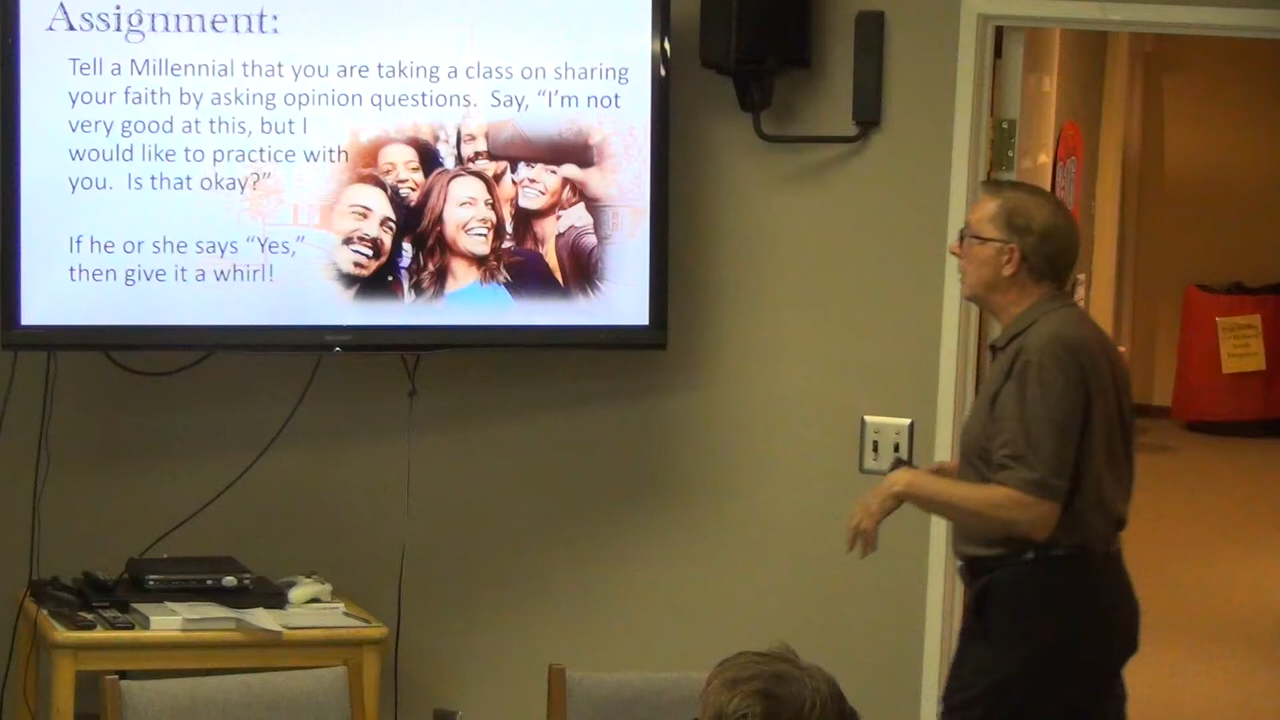 Assignment:
Tell a Millennial that you are taking a class on sharing
your faith by asking opinion questions.  Say, “I’m not
very good at this, but I
would like to practice with
you.  Is that okay?”
If he or she says “Yes,”
then give it a whirl!